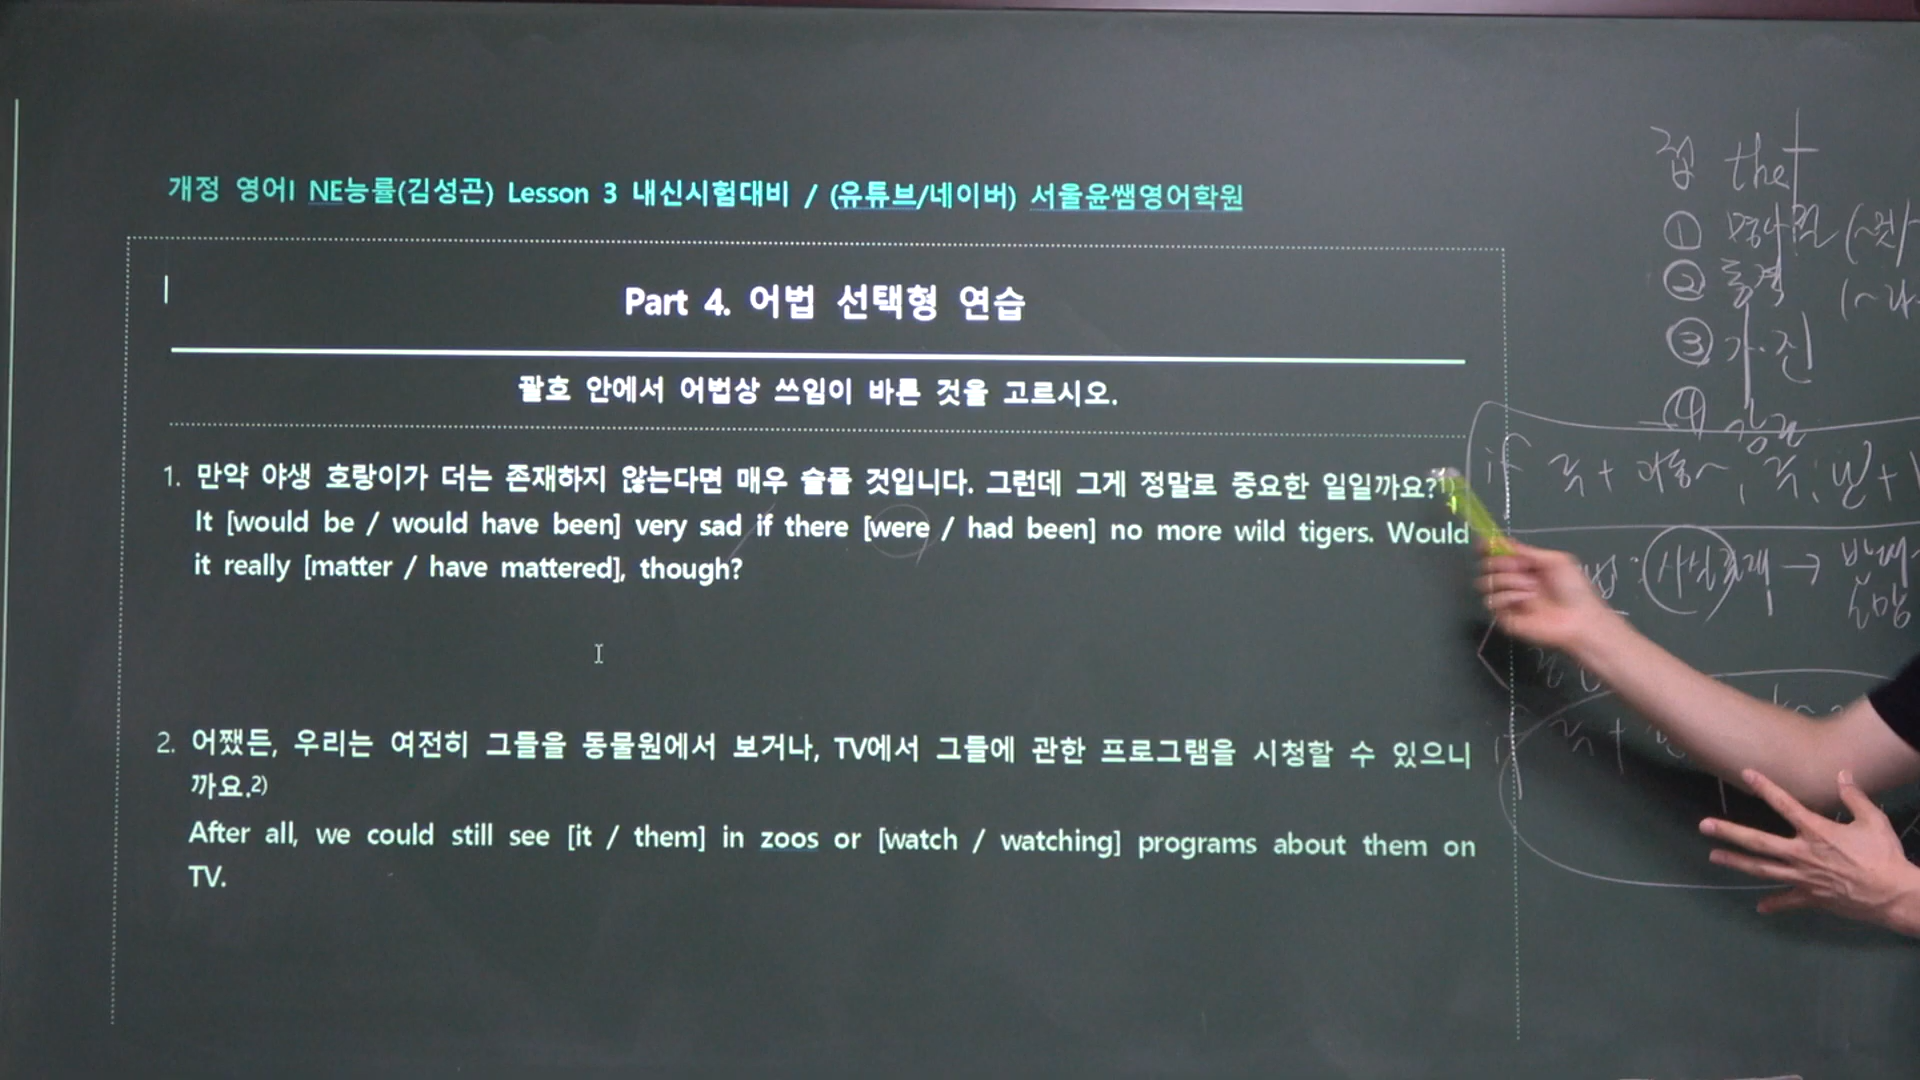 개정 영어I NE능률(김성곤) Lesson 3 내신시험대비 / (유튜브/네이버) 서울윤쌤영어학원
Part 4. 어법 선택형 연습
괄호 안에서 어법상 쓰임이 바른 것을 고르시오.
1. 만약 야생 호랑이가 더는 존재하지 않는다면 매우 슬플 것입니다. 그런데 그게 정말로 중요한 일일까요?1)
It [would be / would have been] very sad if there [were / had been] no more wild tigers. Would
it really [matter / have mattered], though?
2. 어쨌든, 우리는 여전히 그들을 동물원에서 보거나, TV에서 그들에 관한 프로그램을 시청할 수 있으니
까요.2)
After all, we could still see [it / them] in zoos or [watch / watching] programs about them on
TV.
접 that
①
② 동격
③ 가.진
④
if